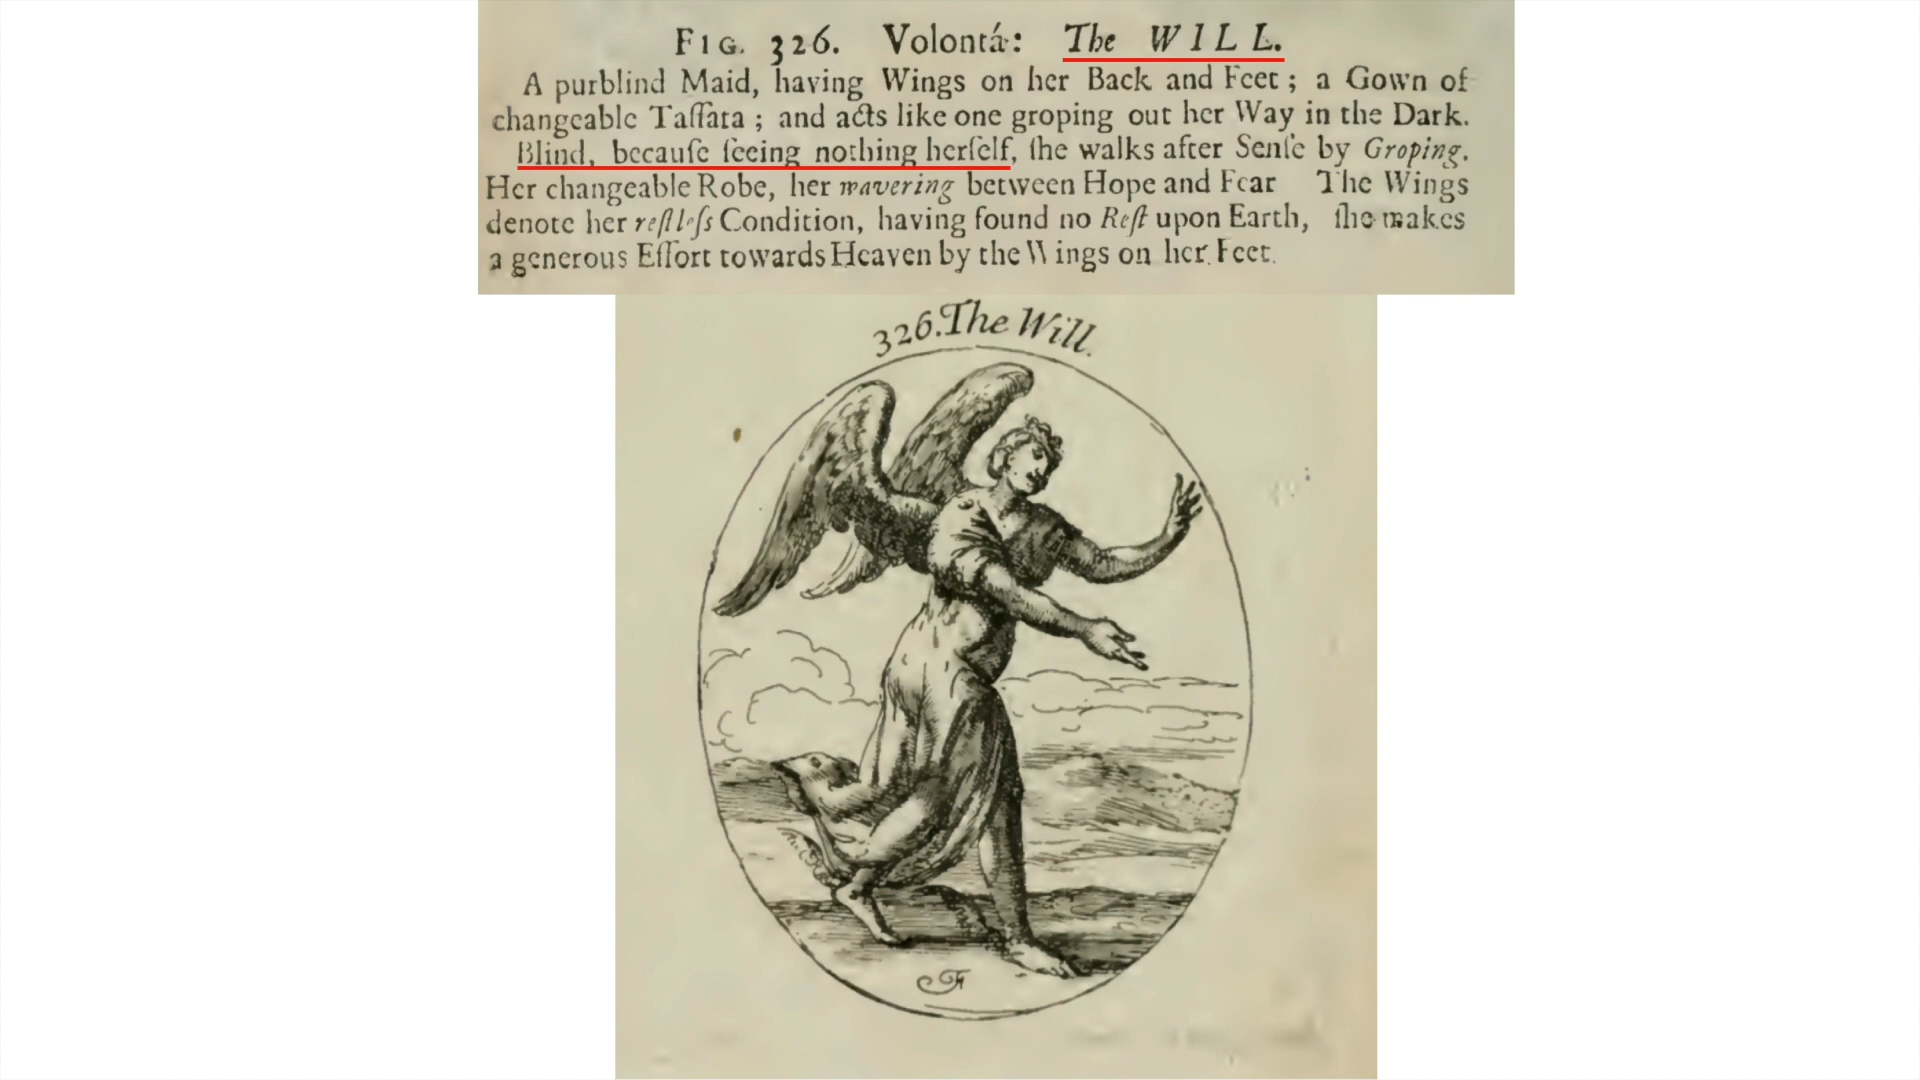 FIG. 326. Volontá: The WILL.
A purblind Maid, having Wings on her Back and Feet; a Gown of
changeable Taffata; and acts like one groping out her Way in the Dark.
Blind, becauſe ſeeing nothing herſelf, ſhe walks after Senſe by Groping.
Her changeable Robe, her wavering between Hope and Fear The Wings
denote her reſtleſs Condition, having found no Reſt upon Earth, ſhe makes
a generous Effort towards Heaven by the Wings on her Feet.
326. The Will.